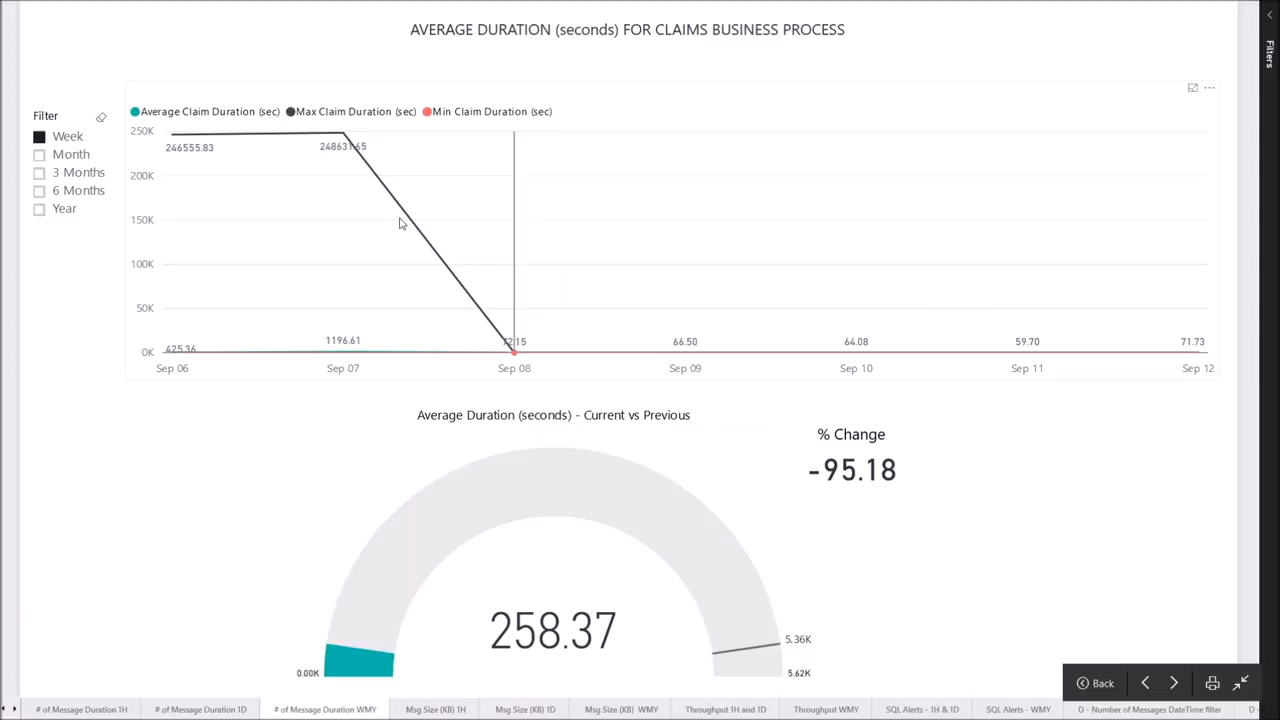 AVERAGE DURATION (seconds) FOR CLAIMS BUSINESS PROCESS
Filters
Filter
Week
Month
3 Months
6 Months
Year
Average Claim Duration (sec) Max Claim Duration (sec) Min Claim Duration (sec)
250K
200K
150K
100K
50K
0K
246555.83
248631.65
425.36
1196.61
72.15
66.50
64.08
59.70
71.73
Sep 06 Sep 07 Sep 08 Sep 09 Sep 10 Sep 11 Sep 12
Average Duration (seconds) - Current vs Previous
% Change
-95.18
258.37
5.36K
0.00K
5.62K
Back
# of Message Duration 1H # of Message Duration 1D # of Message Duration WMY Msg Size (KB) 1H Msg Size (KB) 1D Msg Size (KB) WMY Throughput 1H and 1D Throughput WMY SQL Alerts - 1H & 1D SQL Alerts - WMY D - Number of Messages DateTime filter D -